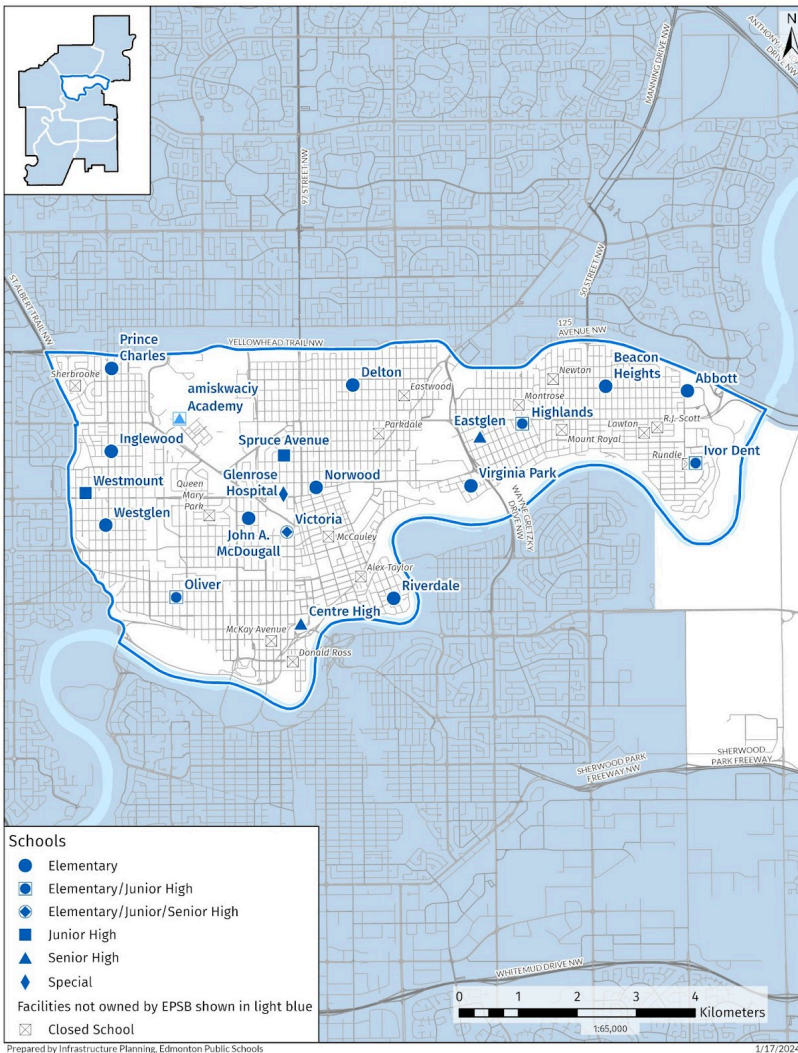 N
ANTHONY
DRIVE NW
MANNING DRIVE NW
97 STREET NW
50 STREET NW
ST.ALBERT TRAIL NW
125
AVENUE NW
YELLOWHEAD TRAIL NW
Prince
Charles
Sherbrooke
amiskwaciy
Academy
Delton
Eastwood
Newton
Beacon
Heights
Abbott
Montrose
Highlands
Eastglen
Parkdale
Mount Royal
Lawton
R.J. Scott
Inglewood
Spruce Avenue
Rundle
Ivor Dent
Westmount
Queen
Mary
Park
Glenrose
Hospital
Norwood
Virginia Park
WAYNE GRETZKY
DRIVE NW
Westglen
John A.
McDougall
Victoria
McCauley
Alex Taylor
Oliver
Riverdale
Centre High
McKay Avenue
Donald Ross
SHERWOOD PARK
FREEWAY NW
SHERWOOD
PARK FREEWAY
WHITEMUD DRIVE NW
Schools
Elementary
Elementary/Junior High
Elementary/Junior/Senior High
Junior High
Senior High
Special
Facilities not owned by EPSB shown in light blue
Closed School
0 1 2 3 4
Kilometers
1:65,000
Prepared by Infrastructure Planning, Edmonton Public Schools
1/17/2024